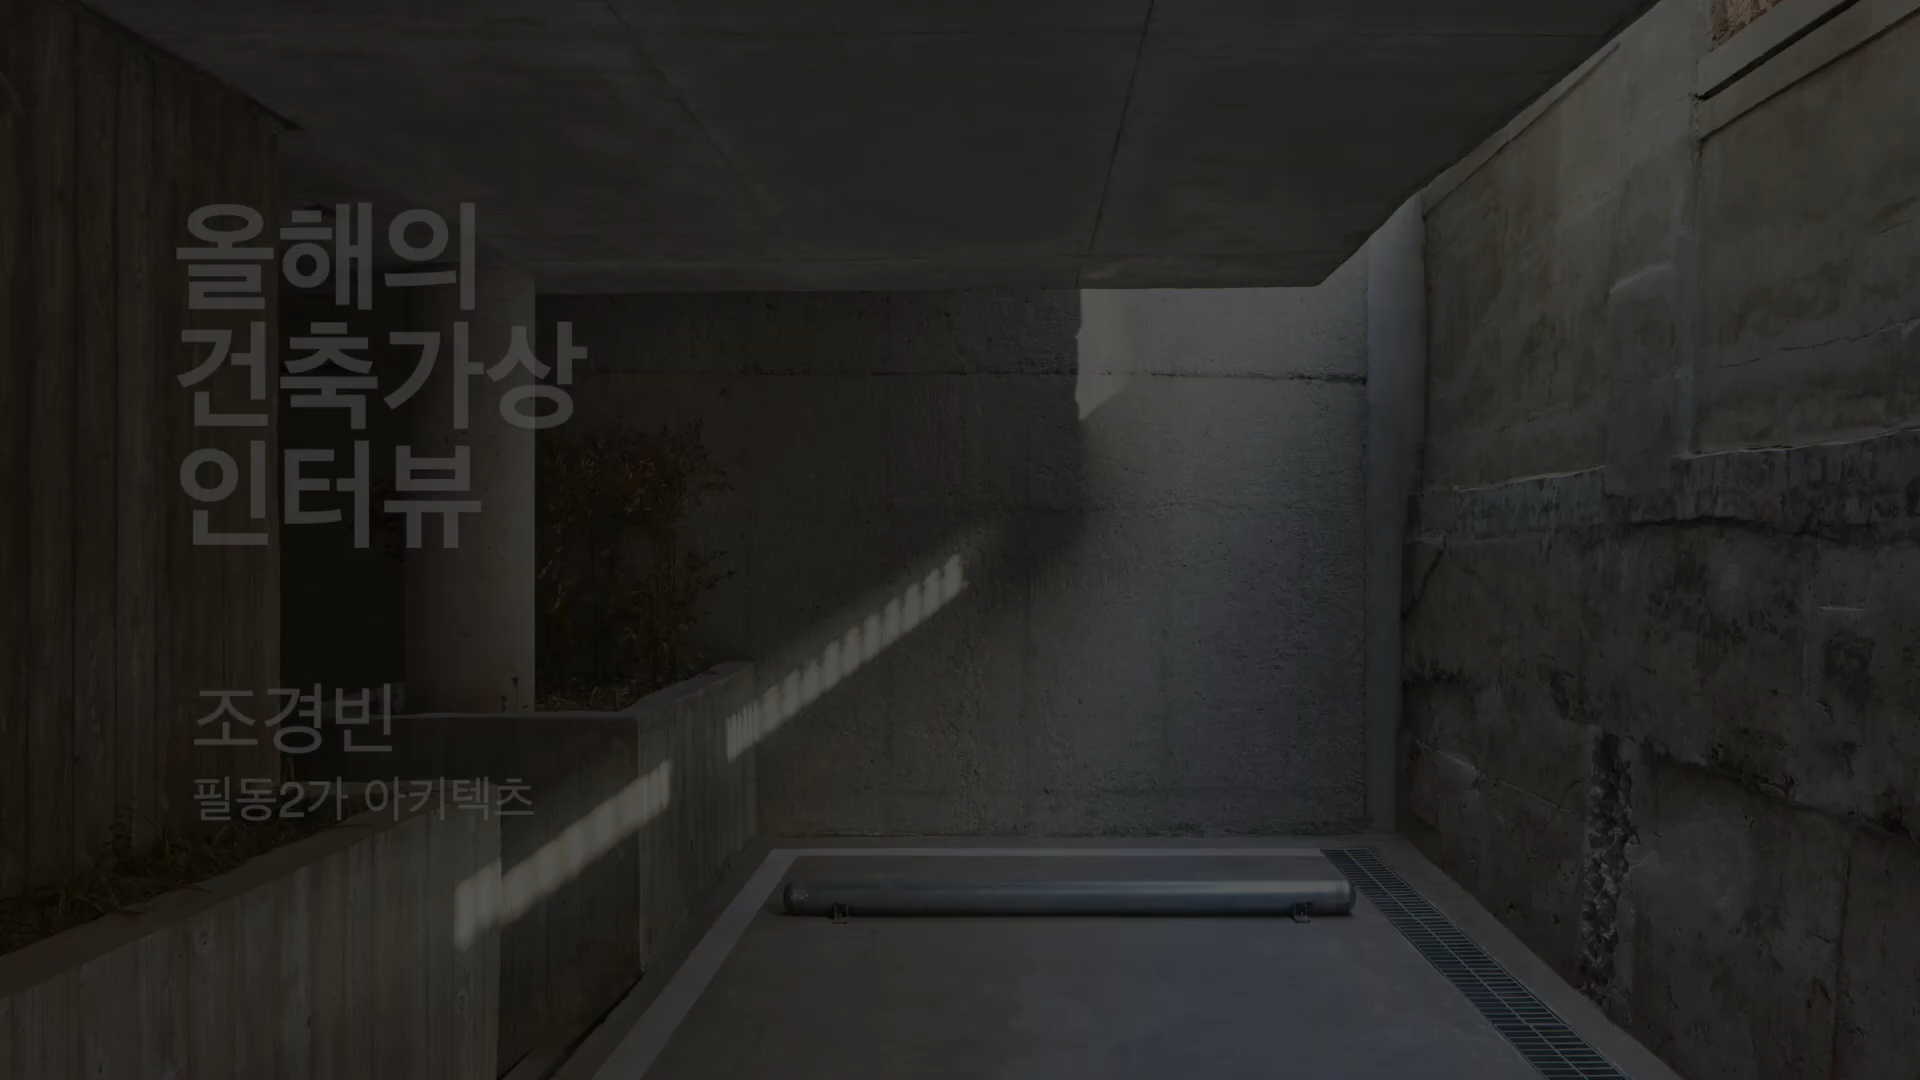 올해의
건축가상
인터뷰
조경빈
필동2가 아키텍츠